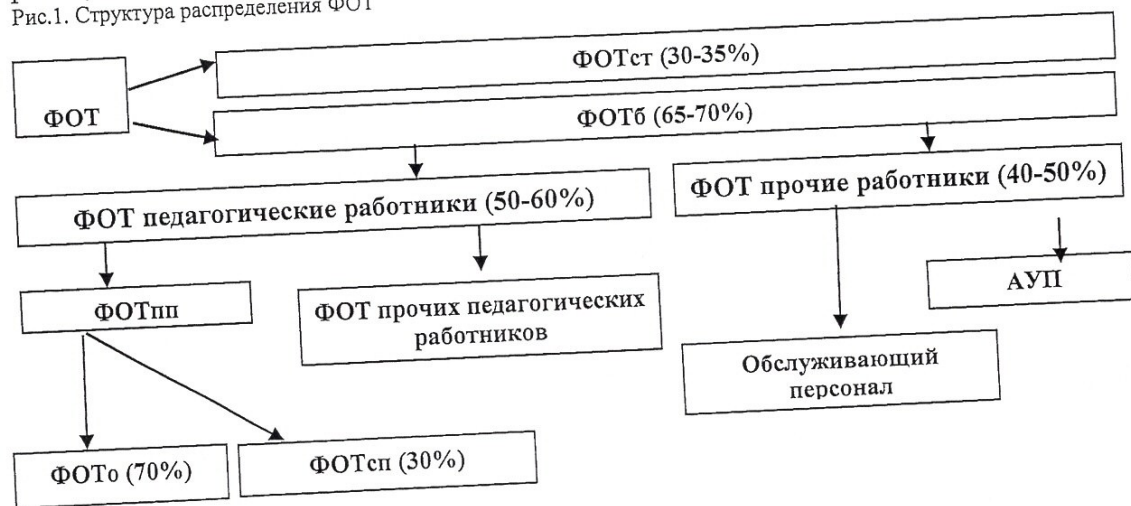 Рис.1. Структура распределения ФОТ
ФОТст (30-35%)
ФОТ
ФОТб (65-70%)
ФОТ педагогические работники (50-60%)
ФОТ прочие работники (40-50%)
ФОТпп
ФОТ прочих педагогических
работников
АУП
Обслуживающий
персонал
ФОТо (70%)
ФОТсп (30%)